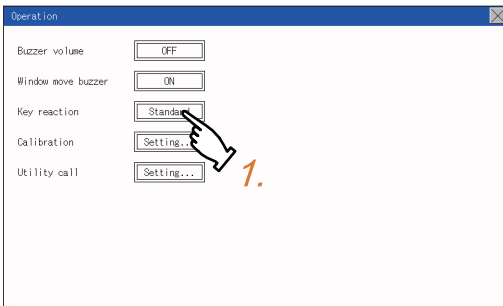 Operation
Buzzer volume OFF
Window move buzzer ON
Key reaction Standard
Calibration Setting...
Utility call Setting...
1.